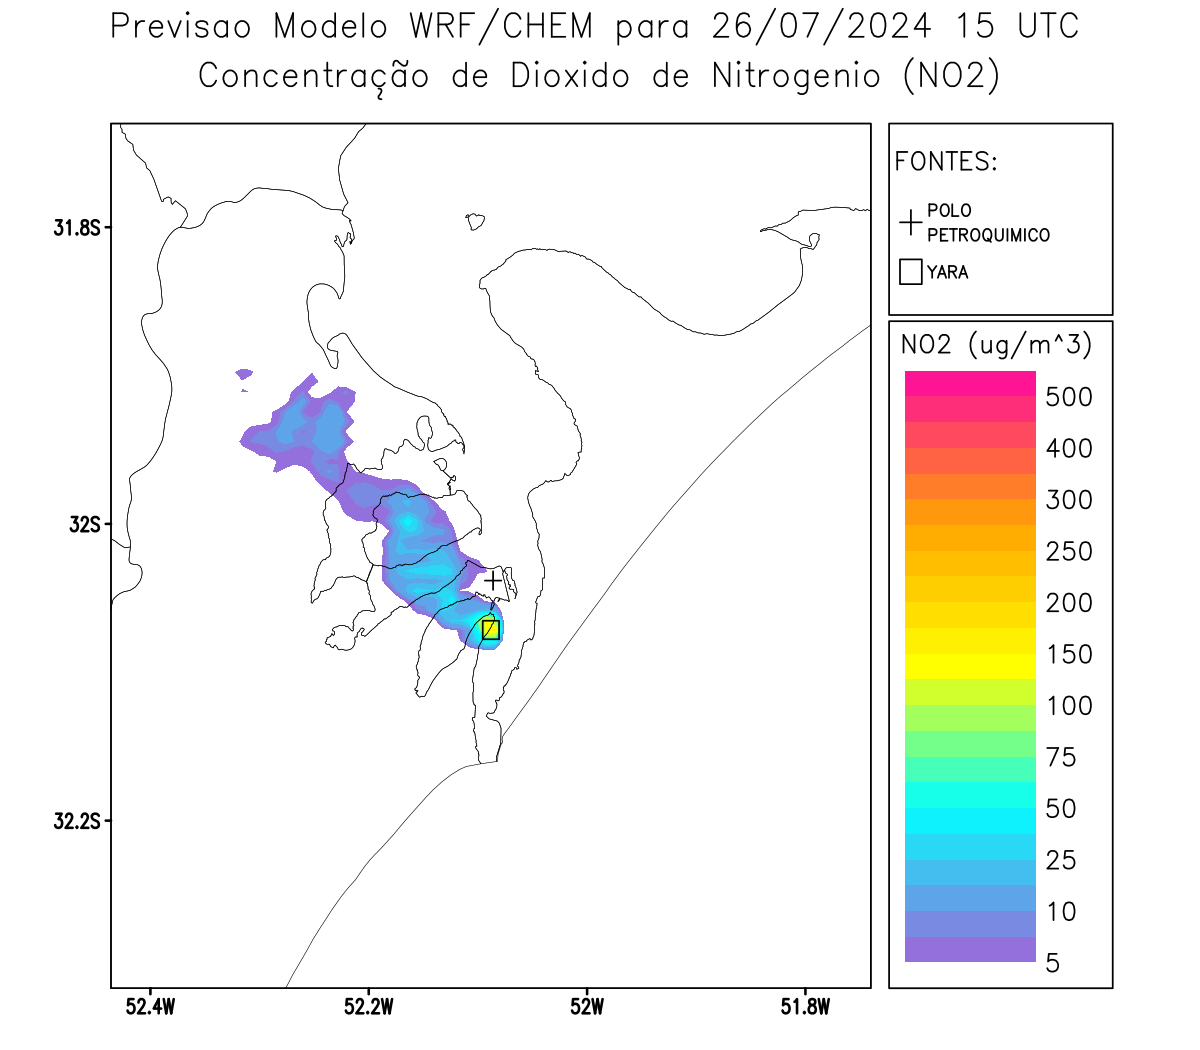 Previsao Modelo WRF/CHEM para 26/07/2024 15 UTC
Concentração de Dioxido de Nitrogenio (NO2)
FONTES:
POLO
PETROQUIMICO
YARA
NO2 (ug/m^3)
500
400
300
250
200
150
100
75
50
25
10
5
31.8S
32S
32.2S
52.4W
52.2W
52W
51.8W